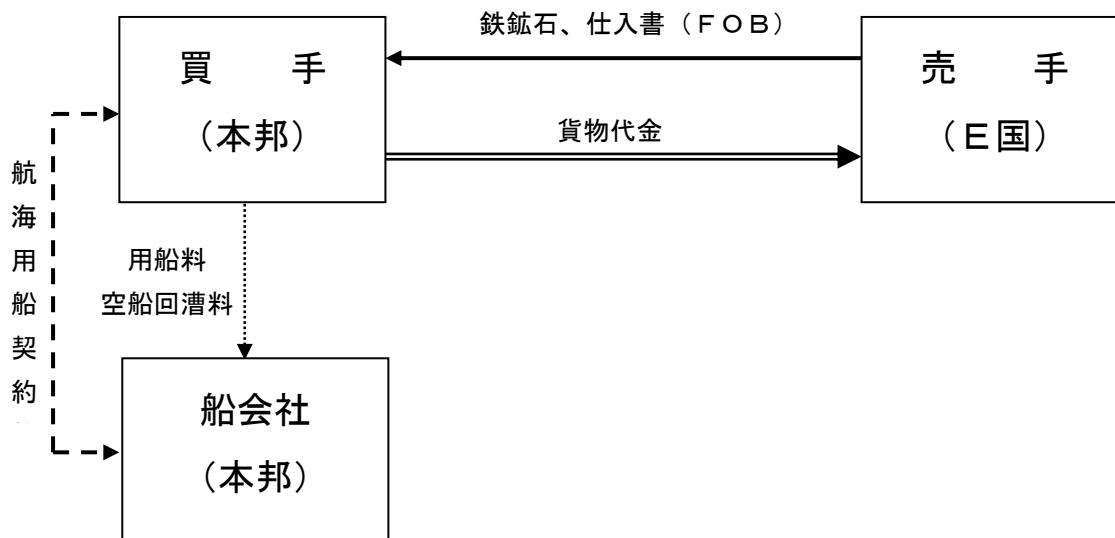 鉄鉱石、仕入書（ＦＯＢ）
買　　手
（本邦）
売　　手
（Ｅ国）
貨物代金
航海用船契約
用船料
空船回漕料
船会社
（本邦）